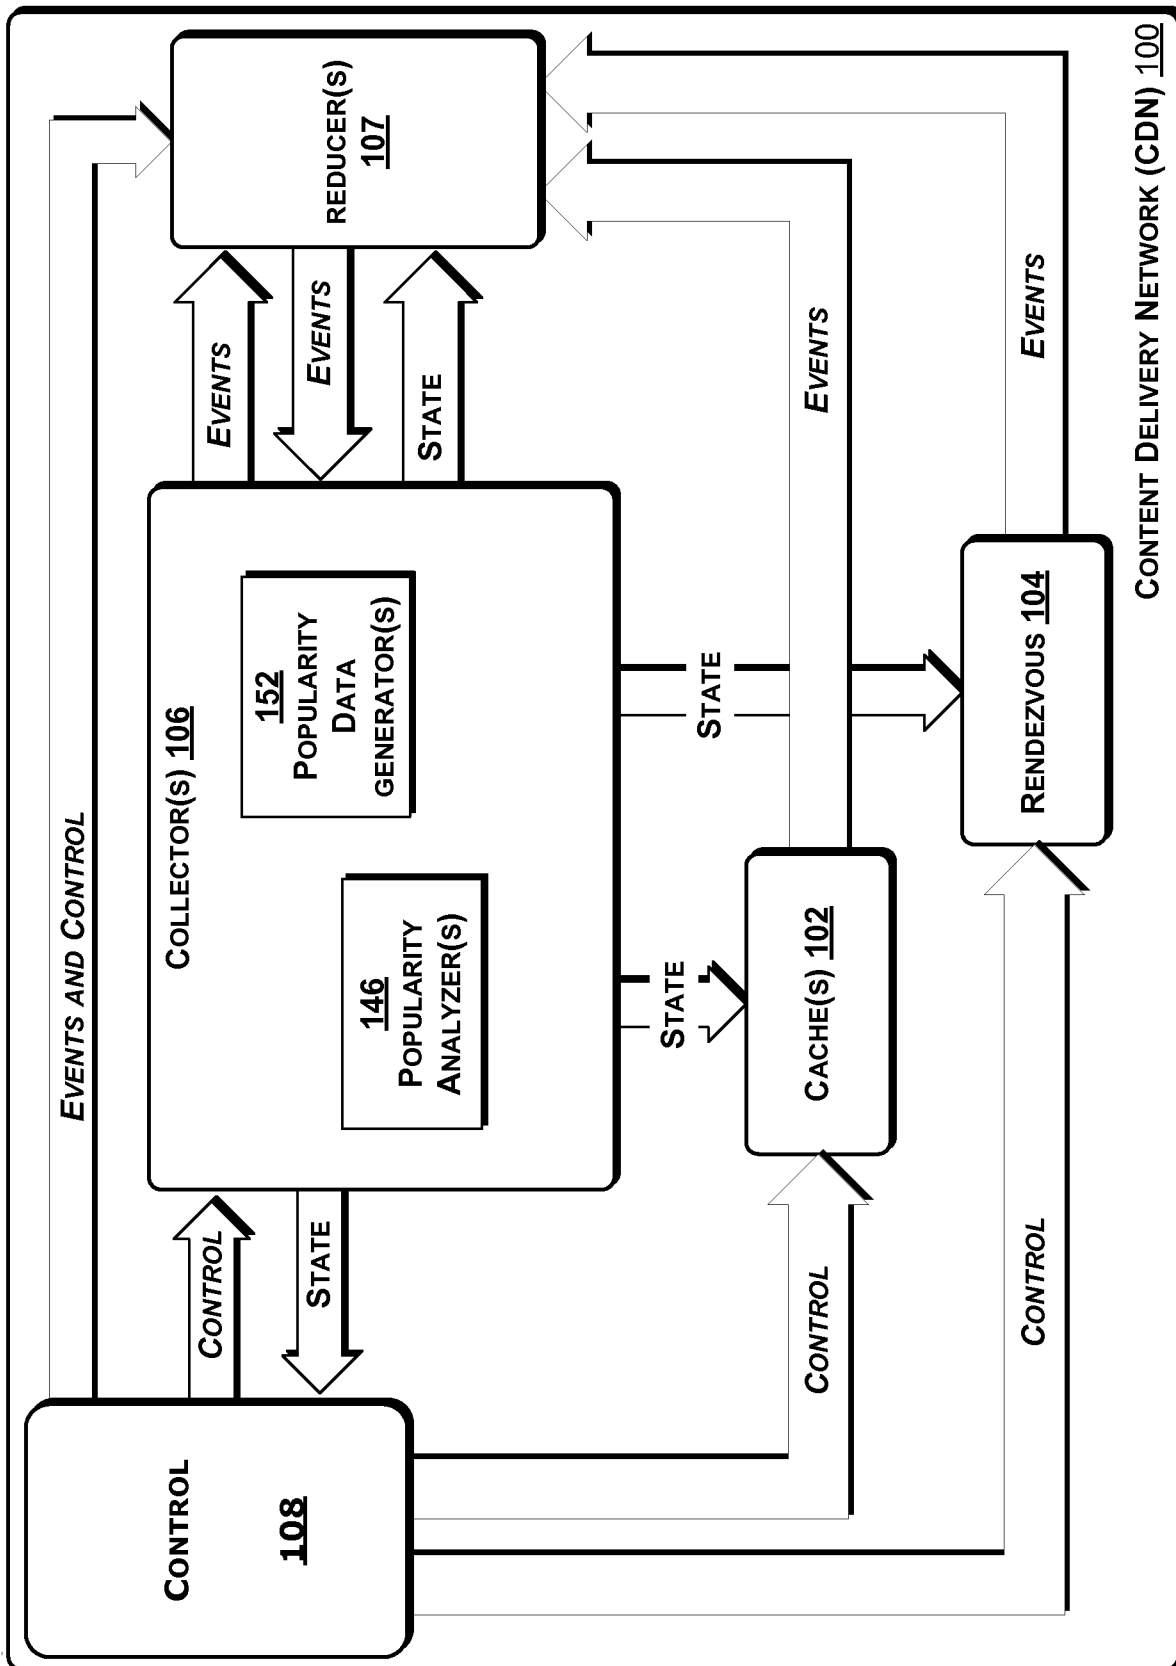 EVENTS AND CONTROL
CONTROL
108
CONTROL
STATE
COLLECTOR(S) 106
146
POPULARITY
ANALYZER(S)
152
POPULARITY
DATA
GENERATOR(S)
EVENTS
EVENTS
STATE
REDUCER(S)
107
STATE
STATE
CONTROL
CACHE(S) 102
EVENTS
CONTROL
RENDEZVOUS 104
EVENTS
CONTENT DELIVERY NETWORK (CDN) 100